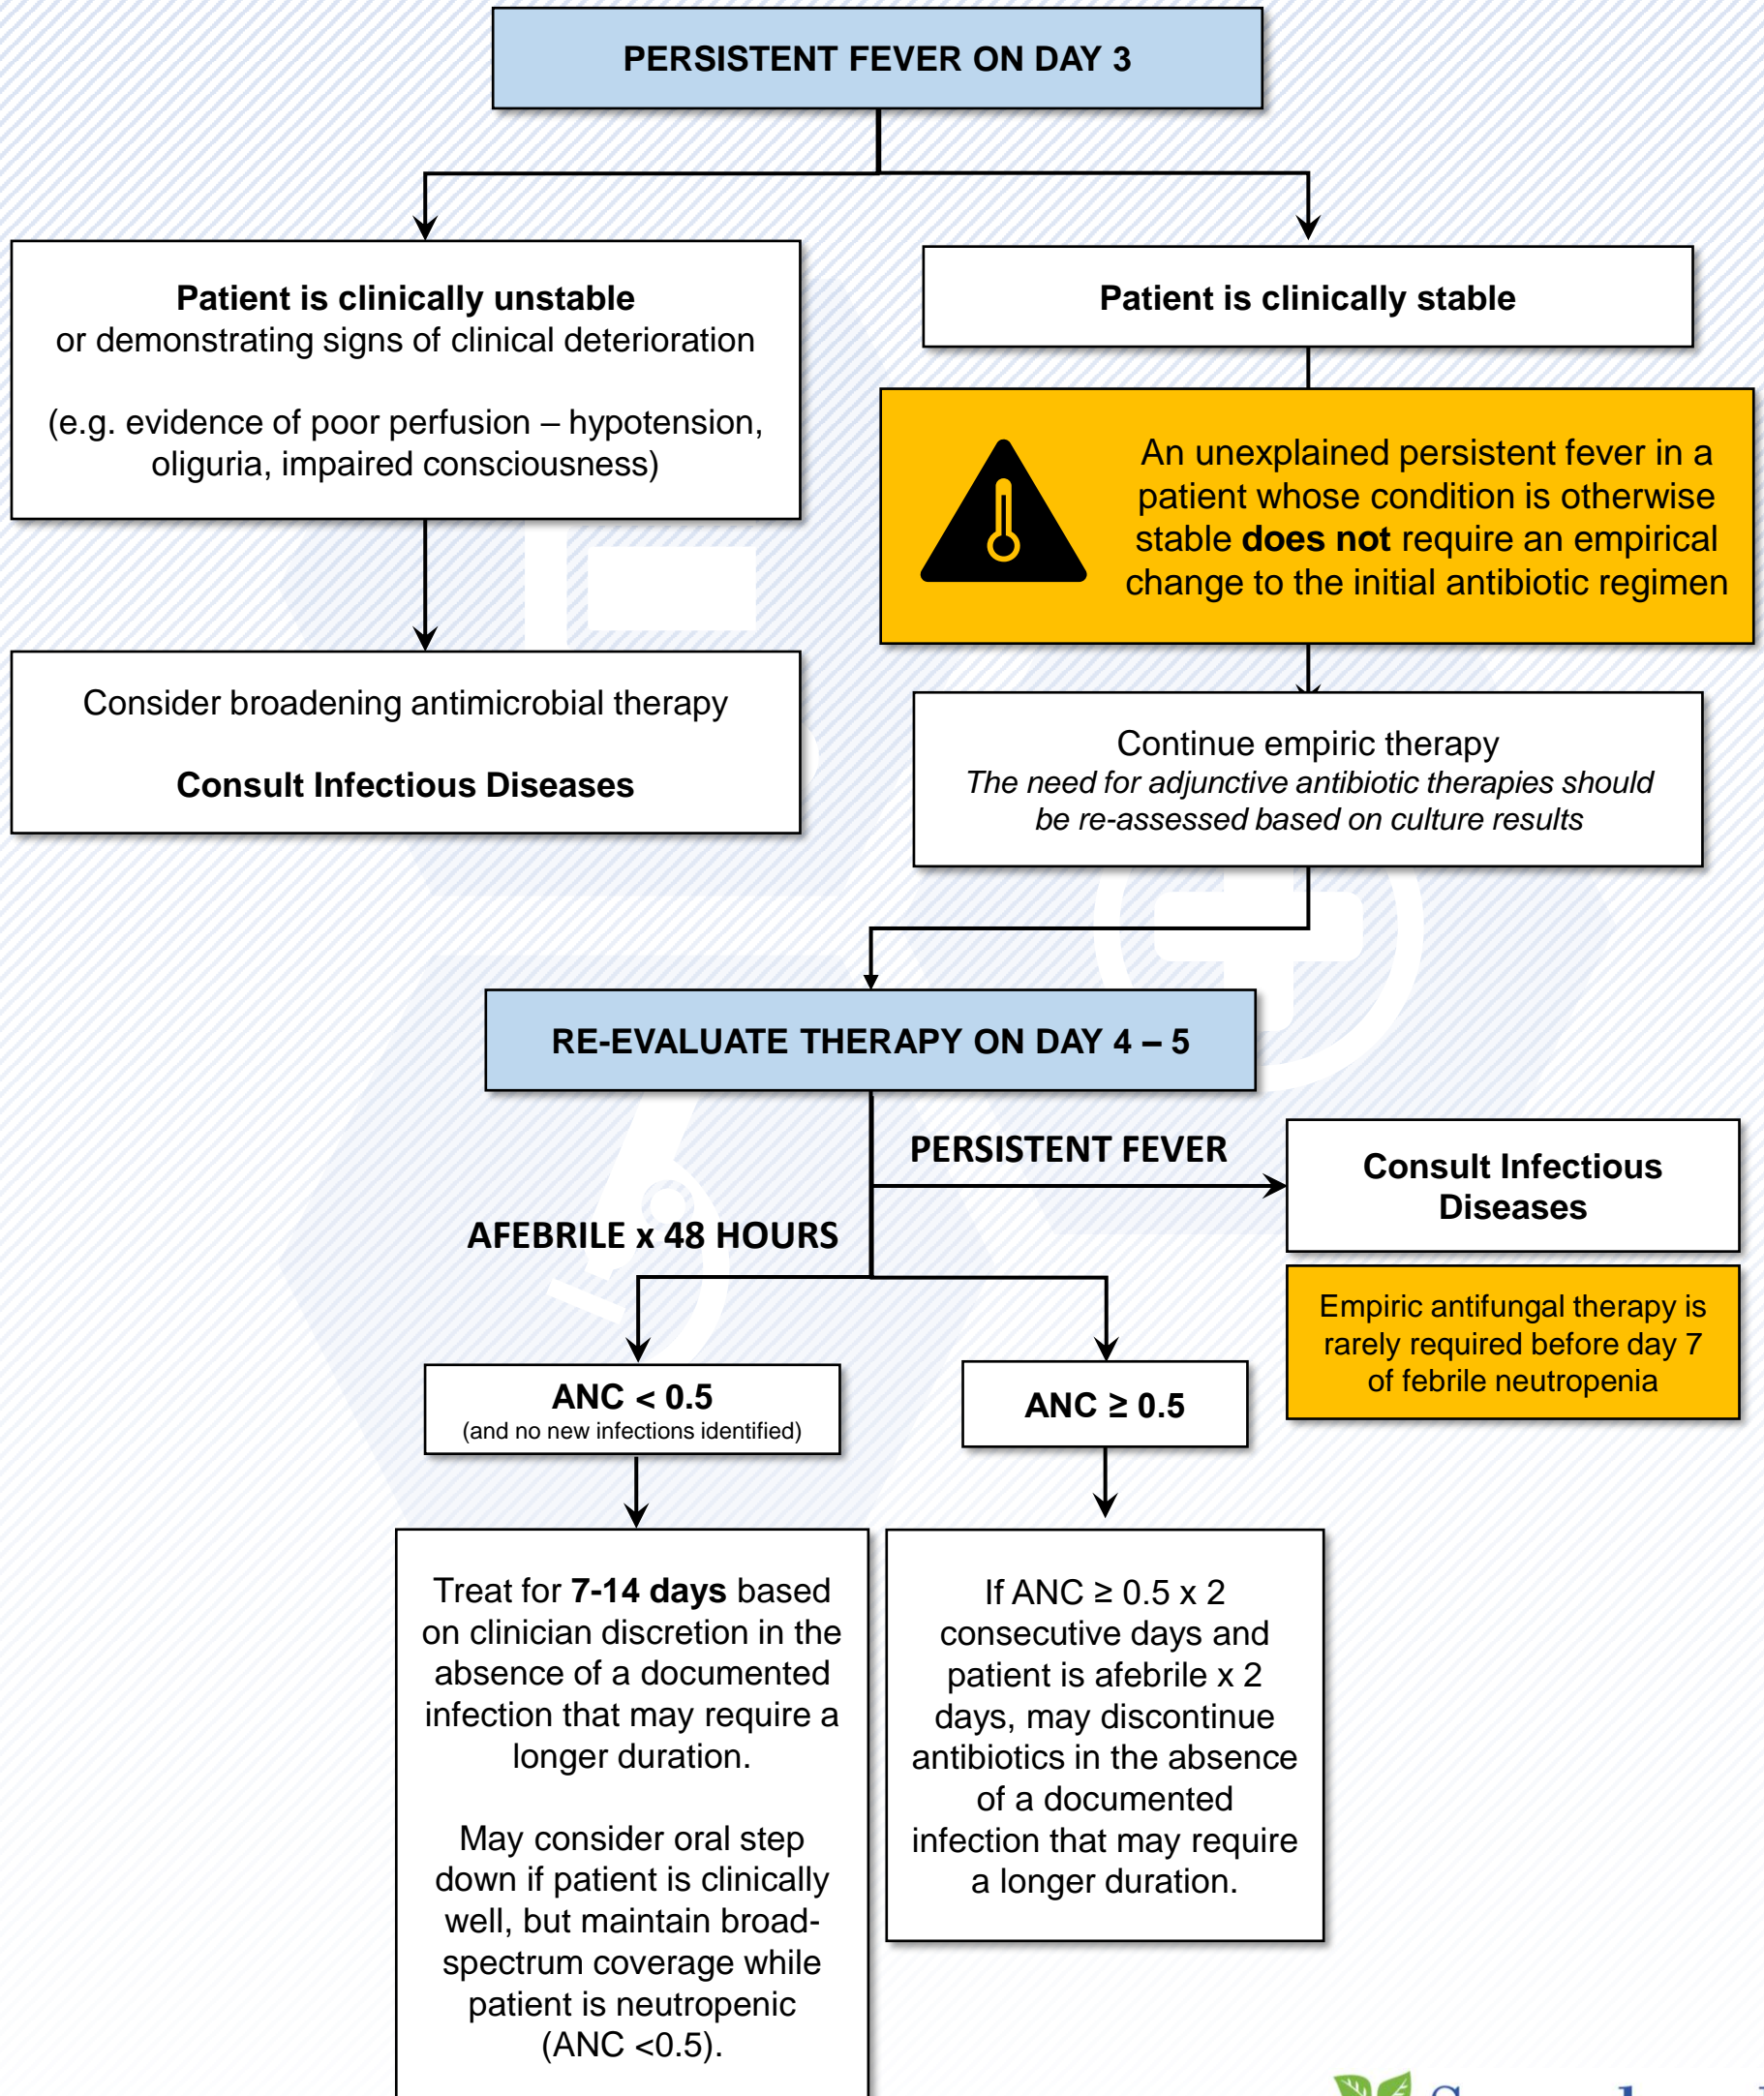 PERSISTENT FEVER ON DAY 3
Patient is clinically unstable
or demonstrating signs of clinical deterioration
(e.g. evidence of poor perfusion – hypotension,
oliguria, impaired consciousness)
Patient is clinically stable
An unexplained persistent fever in a
patient whose condition is otherwise
stable does not require an empirical
change to the initial antibiotic regimen
Consider broadening antimicrobial therapy
Consult Infectious Diseases
Continue empiric therapy
The need for adjunctive antibiotic therapies should
be re-assessed based on culture results
RE-EVALUATE THERAPY ON DAY 4 – 5
PERSISTENT FEVER
Consult Infectious
Diseases
AFEBRILE x 48 HOURS
Empiric antifungal therapy is
rarely required before day 7
of febrile neutropenia
ANC < 0.5
(and no new infections identified)
ANC ≥ 0.5
Treat for 7-14 days based
on clinician discretion in the
absence of a documented
infection that may require a
longer duration.
May consider oral step
down if patient is clinically
well, but maintain broad-
spectrum coverage while
patient is neutropenic
(ANC <0.5).
If ANC ≥ 0.5 x 2
consecutive days and
patient is afebrile x 2
days, may discontinue
antibiotics in the absence
of a documented
infection that may require
a longer duration.